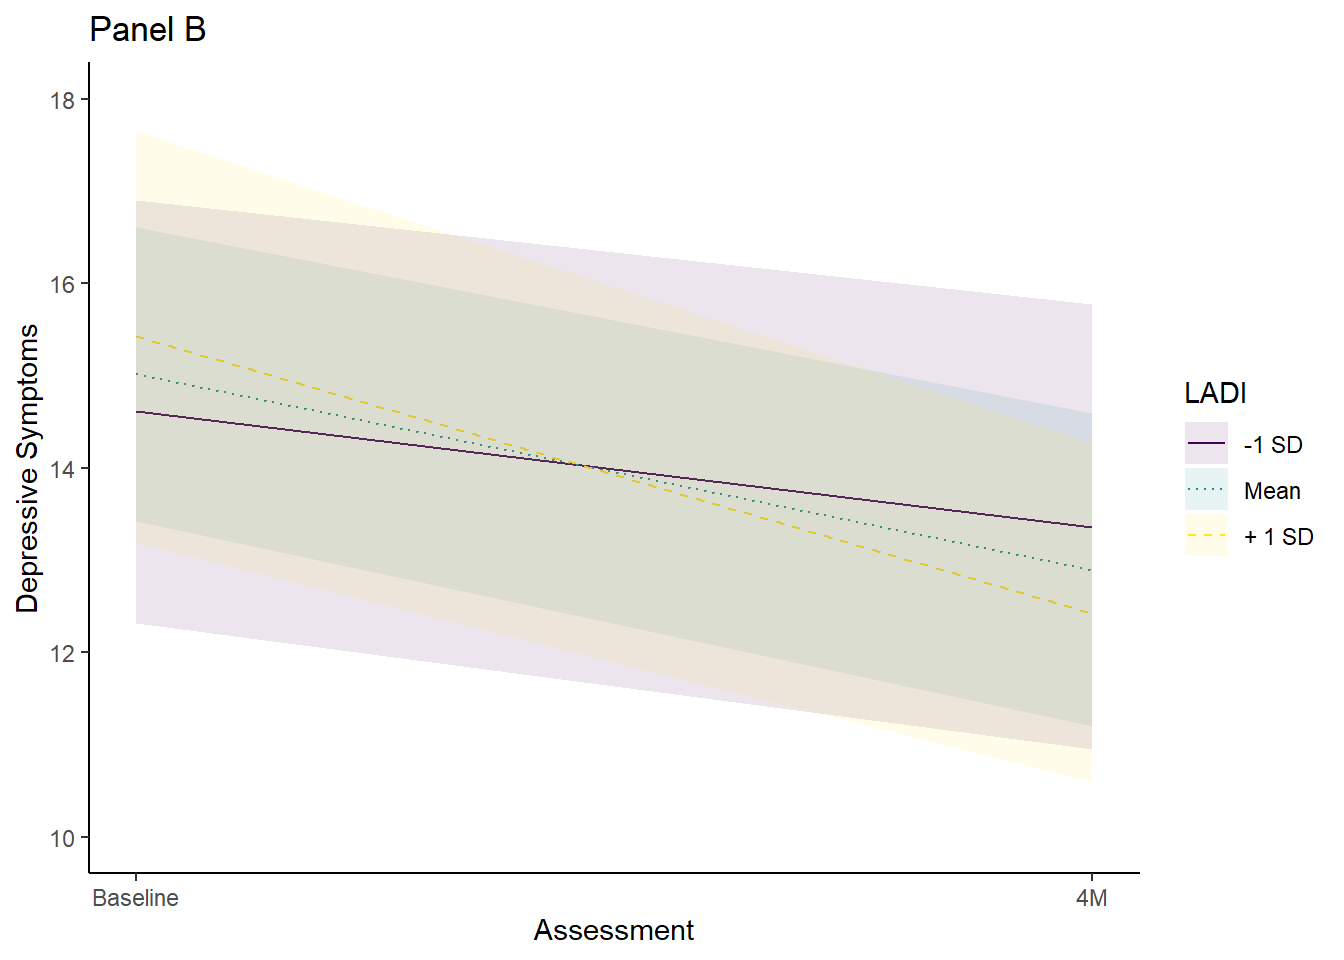 Panel B
18
16
14
12
10
Depressive Symptoms
Baseline
4M
Assessment
LADI
-1 SD
Mean
+ 1 SD